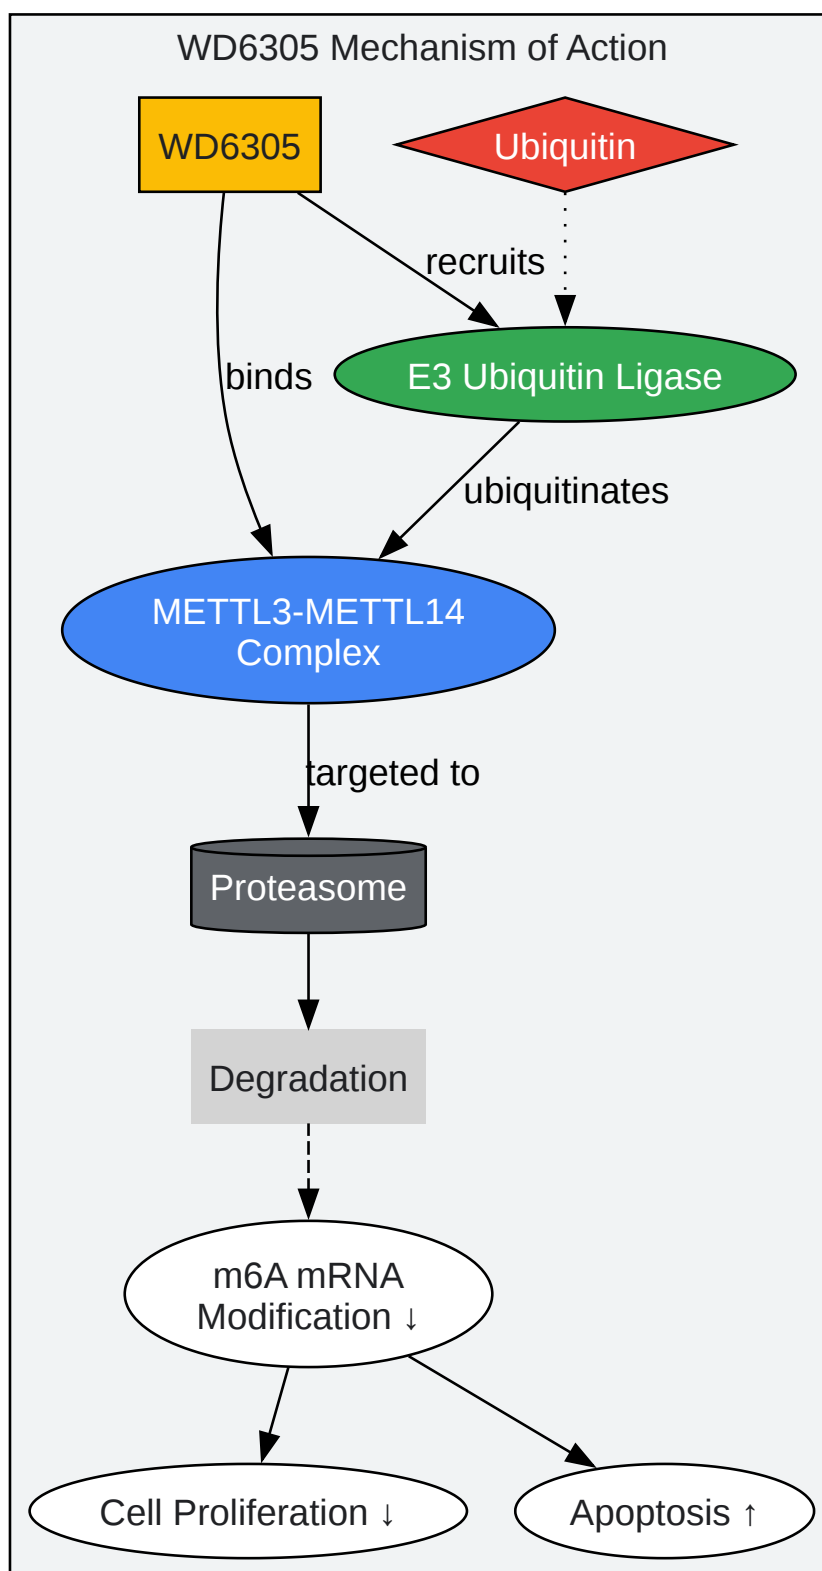 WD6305 Mechanism of Action
WD6305
Ubiquitin
recruits
binds
E3 Ubiquitin Ligase
ubiquitinates
METTL3-METTL14
Complex
targeted to
Proteasome
Degradation
m6A mRNA
Modification ↓
Cell Proliferation ↓
Apoptosis ↑